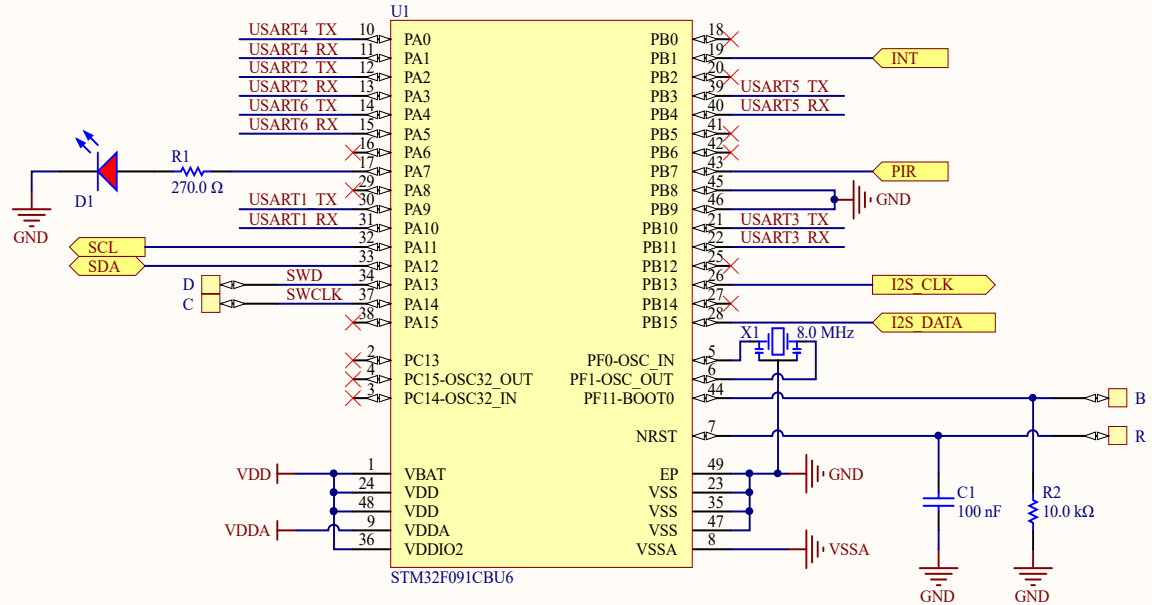 U1
USART4_TX 10 PA0 PB0 18
USART4_RX 11 PA1 PB1 19 INT
USART2_TX 12 PA2 PB2 20
USART2_RX 13 PA3 PB3 39 USART5_TX
USART6_TX 14 PA4 PB4 40 USART5_RX
USART6_RX 15 PA5 PB5 41
16 PA6 PB6 42
R1 17 PA7 PB7 43 PIR
270.0 Ω
D1
GND
29 PA8 PB8 45
GND
USART1_TX 30 PA9 PB9 46
USART1_RX 31 PA10 PB10 21 USART3_TX
SCL 32 PA11 PB11 22 USART3_RX
SDA 33 PA12 PB12 25
D SWD 34 PA13 PB13 26 I2S_CLK
C SWCLK 37 PA14 PB14 27
38 PA15 PB15 28 I2S_DATA
X1 8.0 MHz
2 PC13 PF0-OSC_IN 5
4 PC15-OSC32_OUT PF1-OSC_OUT 6
3 PC14-OSC32_IN PF11-BOOT0 44 B
NRST 7 R
VDD 1 VBAT EP 49 GND
24 VDD VSS 23
48 VDD VSS 35
VDDA 9 VDDA VSS 47
36 VDDIO2 VSSA 8 VSSA
C1
100 nF
R2
10.0 kΩ
GND
GND
STM32F091CBU6